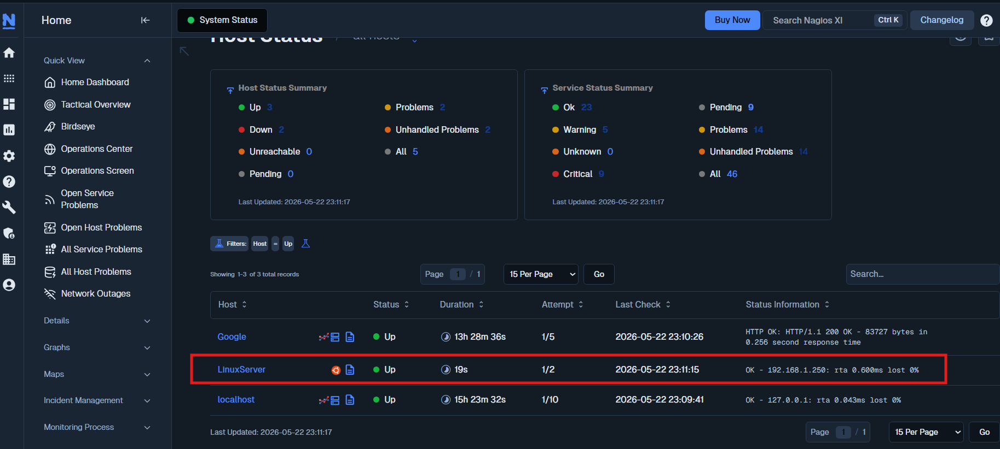 Home
System Status
Buy Now
Search Nagios XI
Ctrl K
Changelog
Host Status / all hosts
Quick View
Home Dashboard
Tactical Overview
Birdseye
Operations Center
Operations Screen
Open Service
Problems
Open Host Problems
All Service Problems
All Host Problems
Network Outages
Details
Graphs
Maps
Incident Management
Monitoring Process
Host Status Summary
Up 3
Problems 2
Down 2
Unhandled Problems 2
Unreachable 0
All 5
Pending 0
Last Updated: 2026-05-22 23:11:17
Service Status Summary
Ok 23
Pending 9
Warning 5
Problems 14
Unknown 0
Unhandled Problems 14
Critical 9
All 46
Last Updated: 2026-05-22 23:11:17
Filters: Host = Up
Showing 1-3 of 3 total records
Page 1 / 1
15 Per Page
Go
Search...
Host Status Duration Attempt Last Check Status Information
Google Up 13h 28m 36s 1/5 2026-05-22 23:10:26 HTTP OK: HTTP/1.1 200 OK - 83727 bytes in
0.256 second response time
LinuxServer Up 19s 1/2 2026-05-22 23:11:15 OK - 192.168.1.250: rta 0.600ms lost 0%
localhost Up 15h 23m 32s 1/10 2026-05-22 23:09:41 OK - 127.0.0.1: rta 0.043ms lost 0%
Last Updated: 2026-05-22 23:11:17
Page 1 / 1
15 Per Page
Go